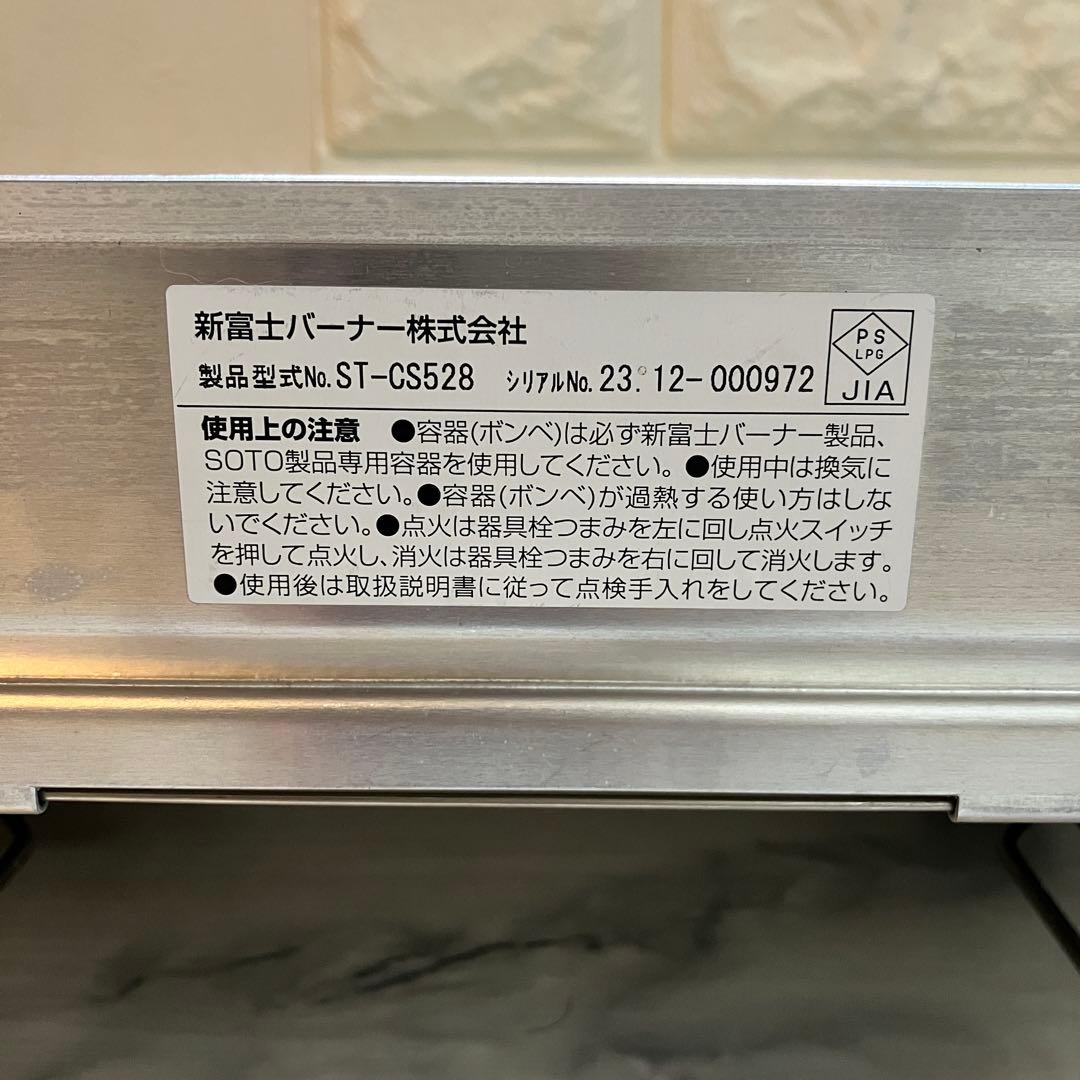 新富士バーナー株式会社
PS
LPG
JIA
製品型式No. ST-CS528 シリアルNo. 23.12-000972
使用上の注意 ●容器(ボンベ)は必ず新富士バーナー製品、
SOTO製品専用容器を使用してください。●使用中は換気に
注意してください。●容器(ボンベ)が過熱する使い方はしな
いでください。●点火は器具栓つまみを左に回し点火スイッチ
を押して点火し、消火は器具栓つまみを右に回して消火します。
●使用後は取扱説明書に従って点検手入れをしてください。